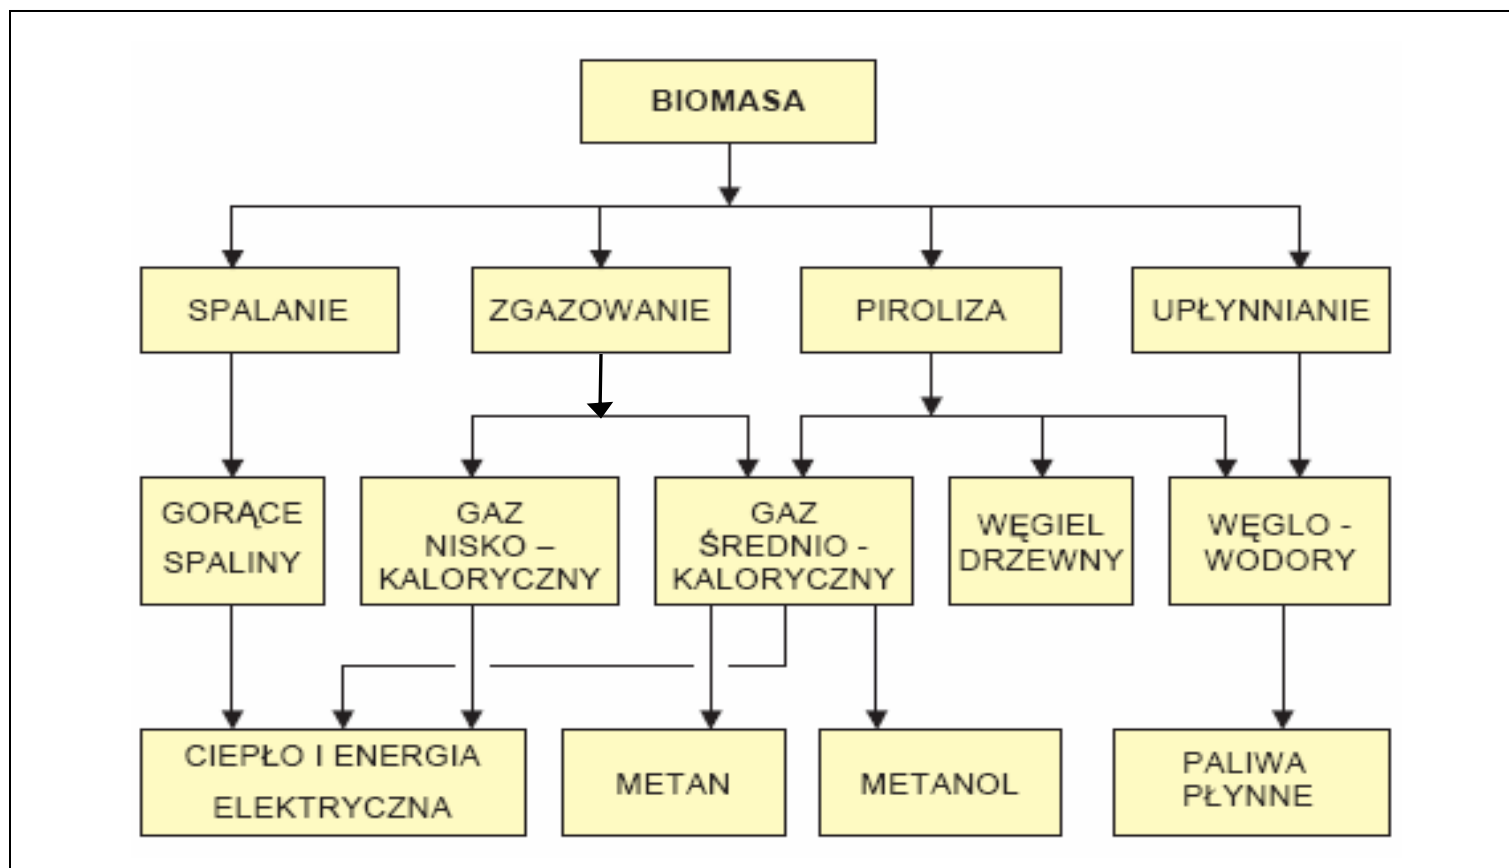 BIOMASA
SPALANIE
ZGAZOWANIE
PIROLIZA
UPŁYNNIANIE
GORĄCE
SPALINY
GAZ
NISKO –
KALORYCZNY
GAZ
ŚREDNIO -
KALORYCZNY
WĘGIEL
DRZEWNY
WĘGLO -
WODORY
CIEPŁO I ENERGIA
ELEKTRYCZNA
METAN
METANOL
PALIWA
PŁYNNE